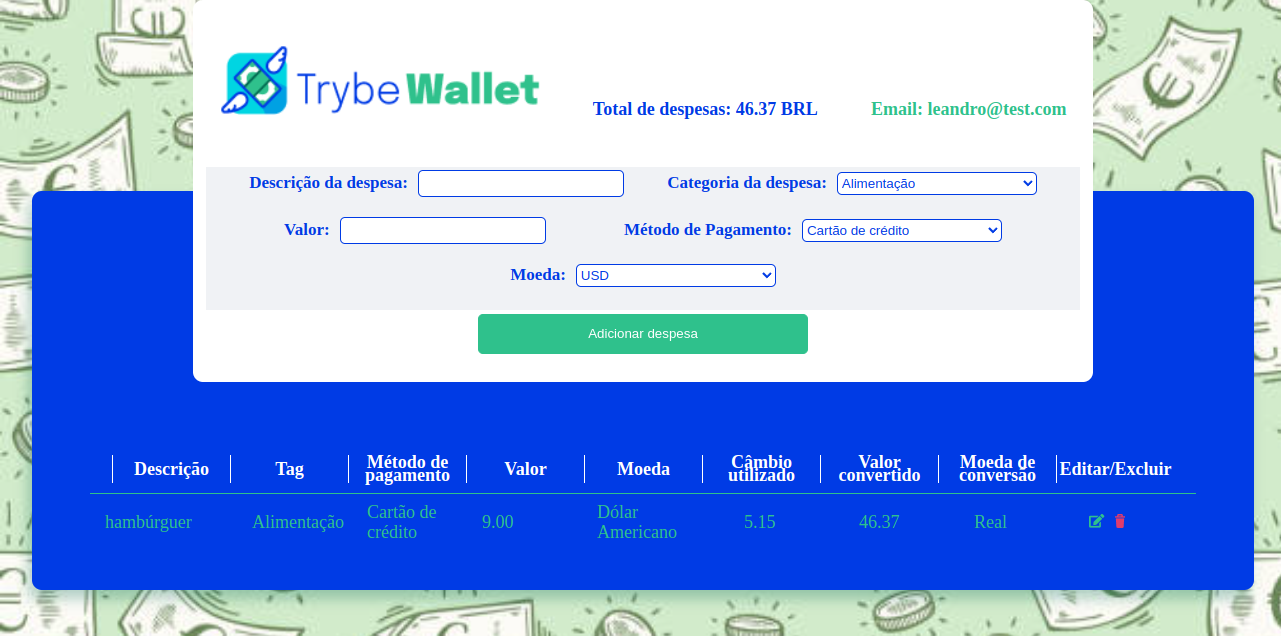 Trybe Wallet
Total de despesas: 46.37 BRL Email: leandro@test.com
Descrição da despesa: Categoria da despesa: Alimentação
Valor: Método de Pagamento: Cartão de crédito
Moeda: USD
Adicionar despesa
Descrição Tag Método de pagamento Valor Moeda Câmbio utilizado Valor convertido Moeda de conversão Editar/Excluir
hambúrguer Alimentação Cartão de crédito 9.00 Dólar Americano 5.15 46.37 Real